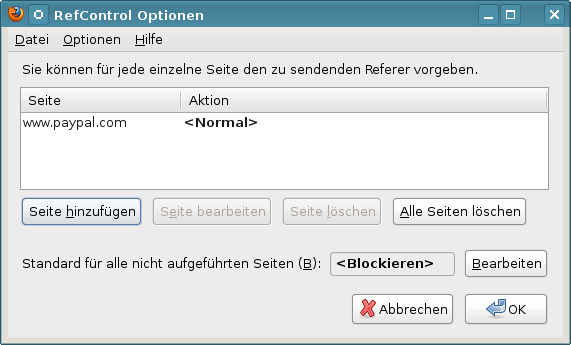 RefControl Optionen
Datei Optionen Hilfe
Sie können für jede einzelne Seite den zu sendenden Referer vorgeben.
Seite Aktion
www.paypal.com <Normal>
Seite hinzufügen Seite bearbeiten Seite löschen Alle Seiten löschen
Standard für alle nicht aufgeführten Seiten (B): <Blockieren> Bearbeiten
Abbrechen OK